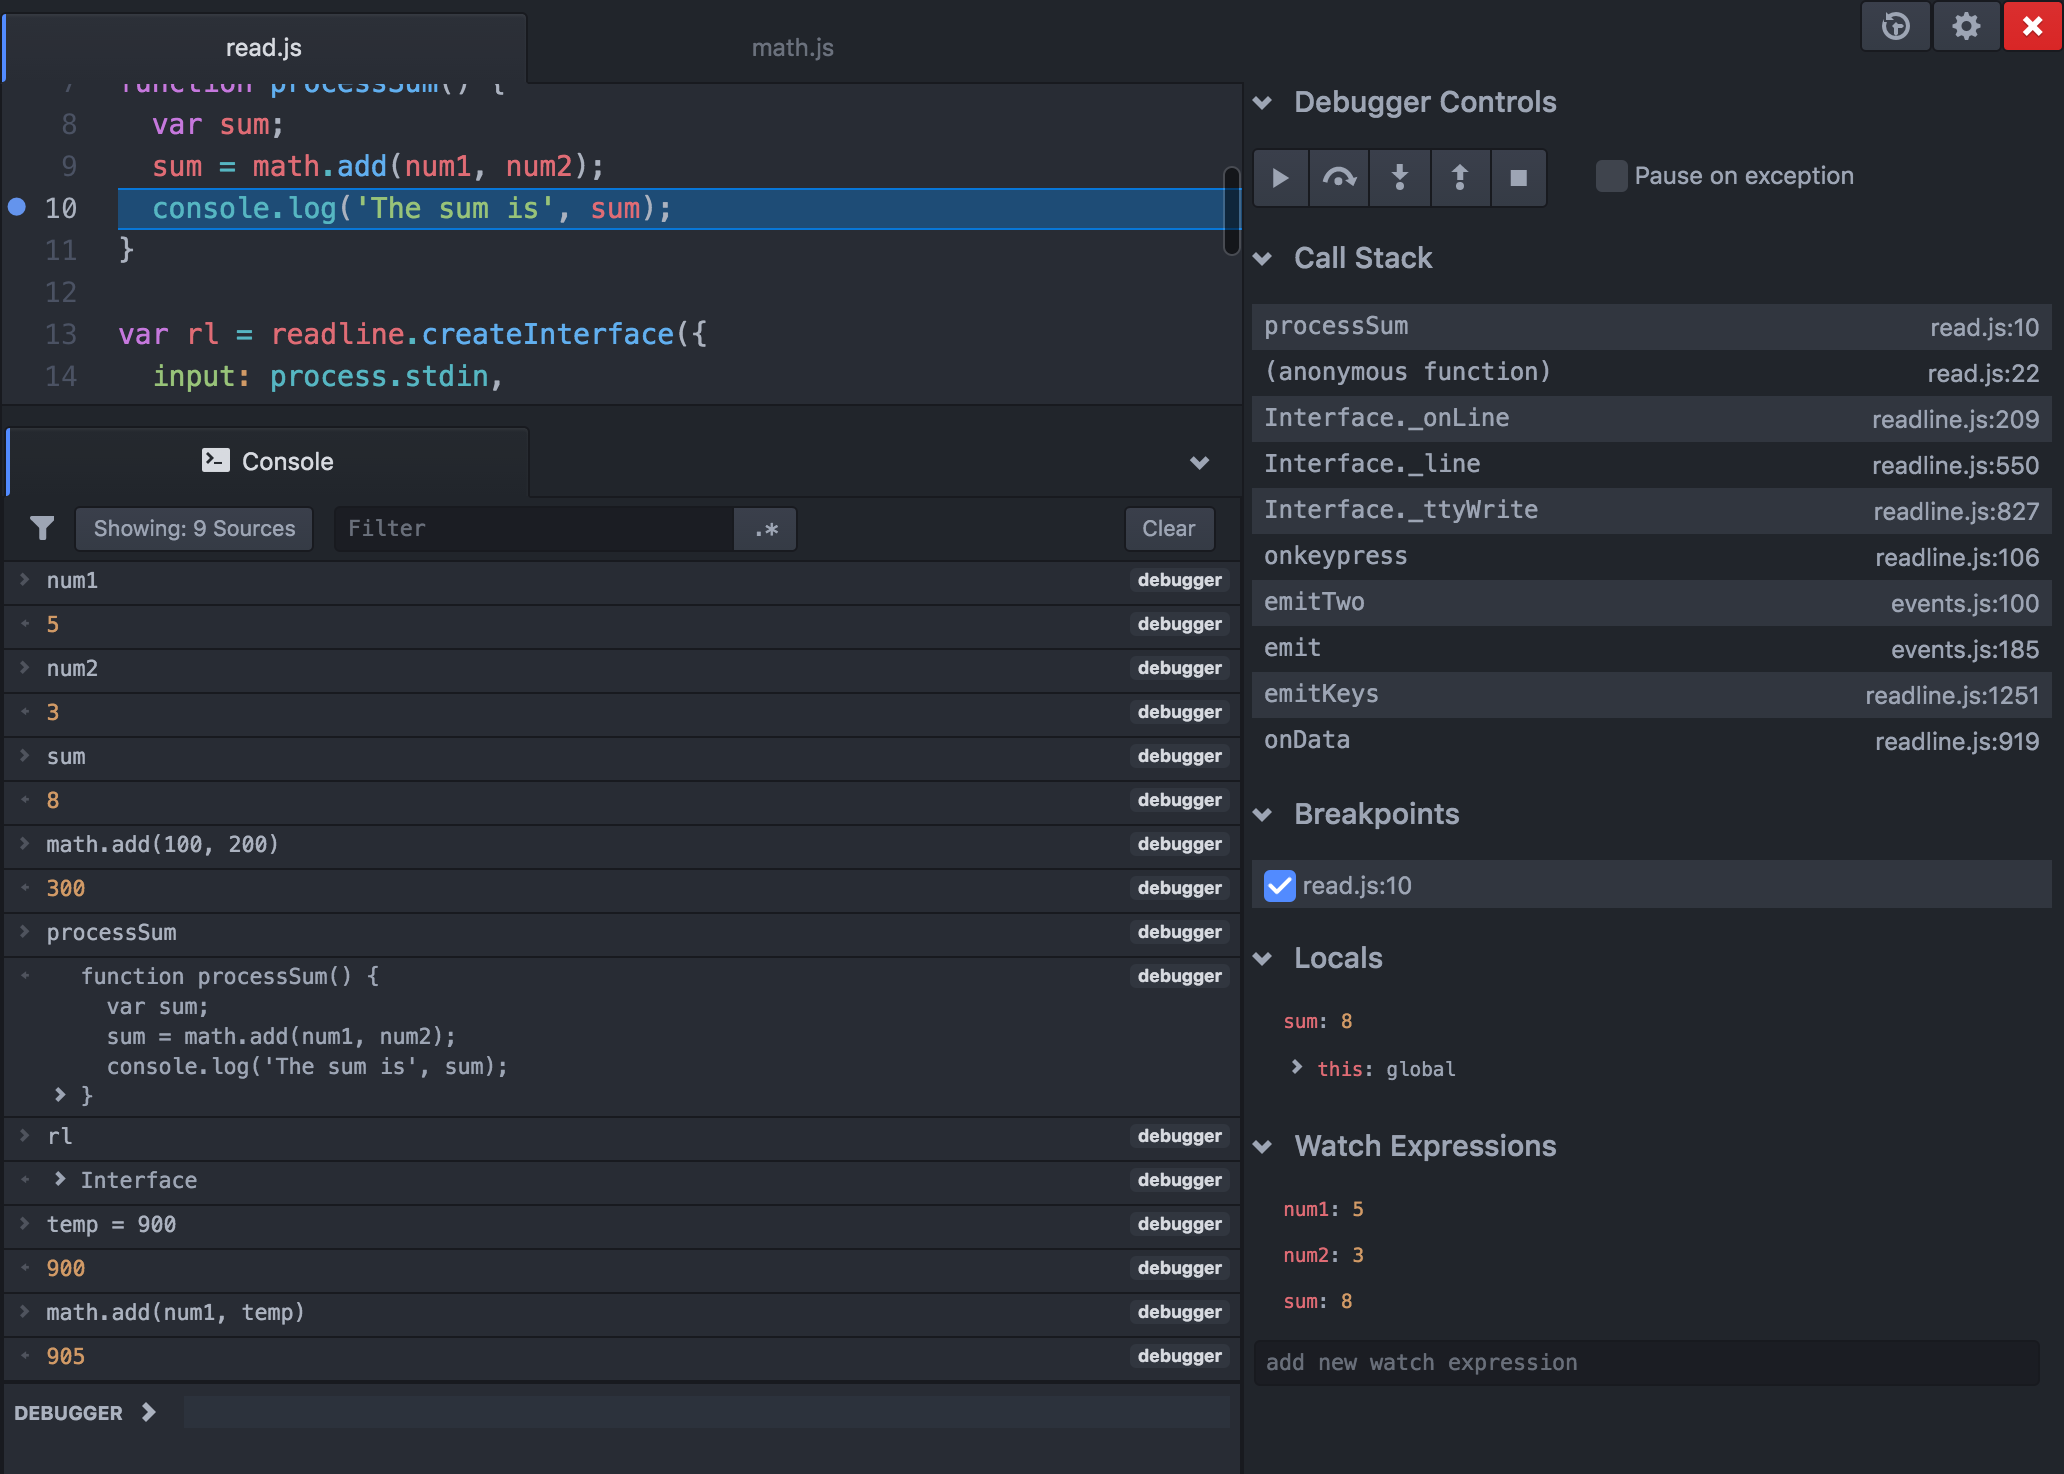 read.js
math.js
7 function processSum() {
8 var sum;
9 sum = math.add(num1, num2);
10 console.log('The sum is', sum);
11 }
12
13 var rl = readline.createInterface({
14 input: process.stdin,
Console
Showing: 9 Sources
Filter
.*
Clear
num1 debugger
5 debugger
num2 debugger
3 debugger
sum debugger
8 debugger
math.add(100, 200) debugger
300 debugger
processSum debugger
function processSum() { debugger
var sum;
sum = math.add(num1, num2);
console.log('The sum is', sum);
}
rl debugger
Interface debugger
temp = 900 debugger
900 debugger
math.add(num1, temp) debugger
905 debugger
DEBUGGER
Debugger Controls
Pause on exception
Call Stack
processSum read.js:10
(anonymous function) read.js:22
Interface._onLine readline.js:209
Interface._line readline.js:550
Interface._ttyWrite readline.js:827
onkeypress readline.js:106
emitTwo events.js:100
emit events.js:185
emitKeys readline.js:1251
onData readline.js:919
Breakpoints
read.js:10
Locals
sum: 8
this: global
Watch Expressions
num1: 5
num2: 3
sum: 8
add new watch expression